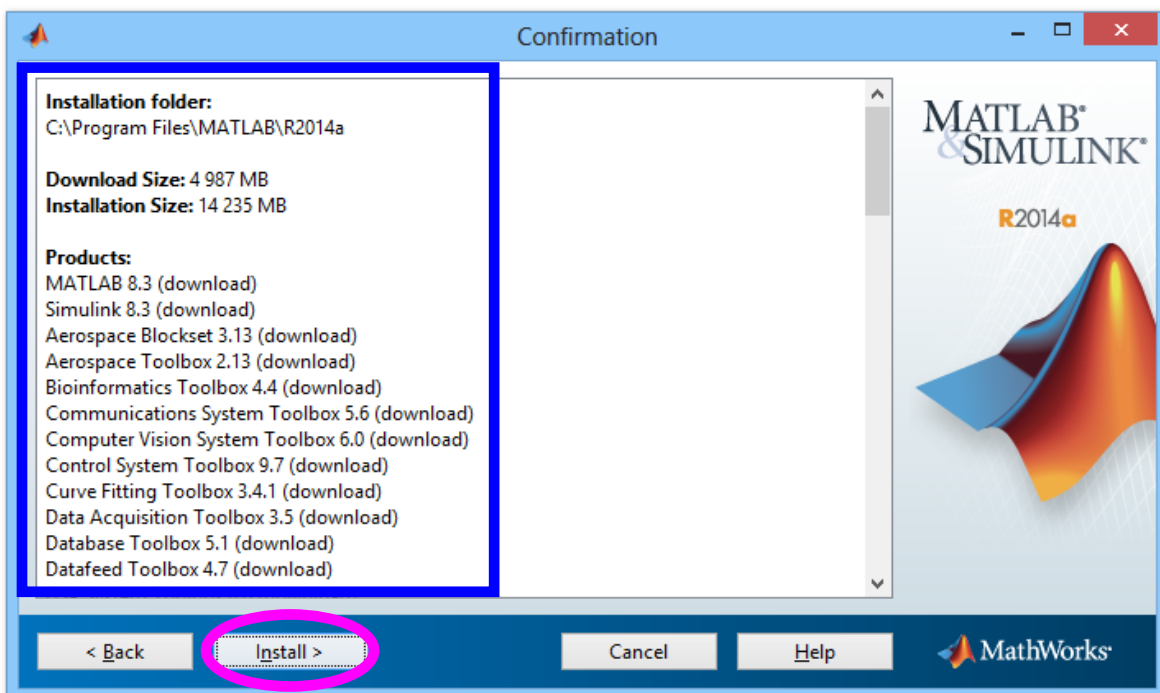 Confirmation
Installation folder:
C:\Program Files\MATLAB\R2014a
Download Size: 4 987 MB
Installation Size: 14 235 MB
Products:
MATLAB 8.3 (download)
Simulink 8.3 (download)
Aerospace Blockset 3.13 (download)
Aerospace Toolbox 2.13 (download)
Bioinformatics Toolbox 4.4 (download)
Communications System Toolbox 5.6 (download)
Computer Vision System Toolbox 6.0 (download)
Control System Toolbox 9.7 (download)
Curve Fitting Toolbox 3.4.1 (download)
Data Acquisition Toolbox 3.5 (download)
Database Toolbox 5.1 (download)
Datafeed Toolbox 4.7 (download)
MATLAB®
&SIMULINK®
R2014a
< Back
Install >
Cancel
Help
MathWorks®